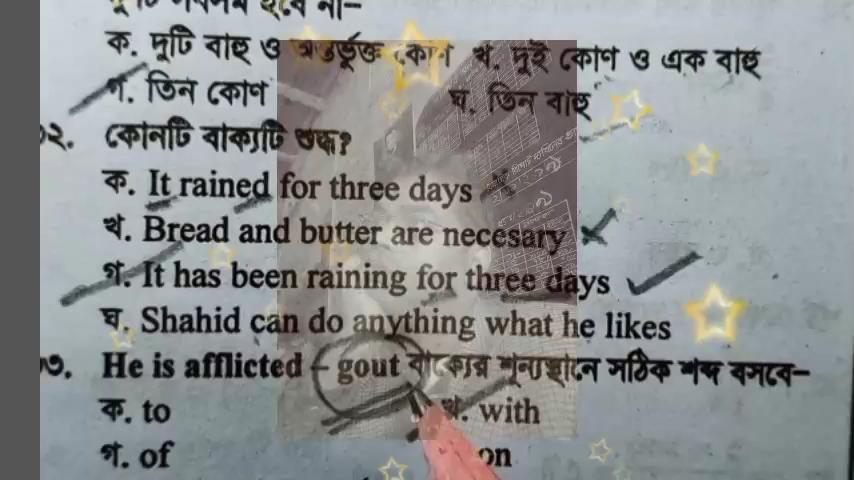 ক. দুটি বাহু ও অন্তর্ভুক্ত কোণ খ. দুই কোণ ও এক বাহু
গ. তিন কোণ ঘ. তিন বাহু
২. কোনটি বাক্যটি শুদ্ধ?
ক. It rained for three days
খ. Bread and butter are necesary
গ. It has been raining for three days
ঘ. Shahid can do anything what he likes
৩. He is afflicted – gout বাক্যের শূন্যস্থানে সঠিক শব্দ বসবে–
ক. to খ. with
গ. of on